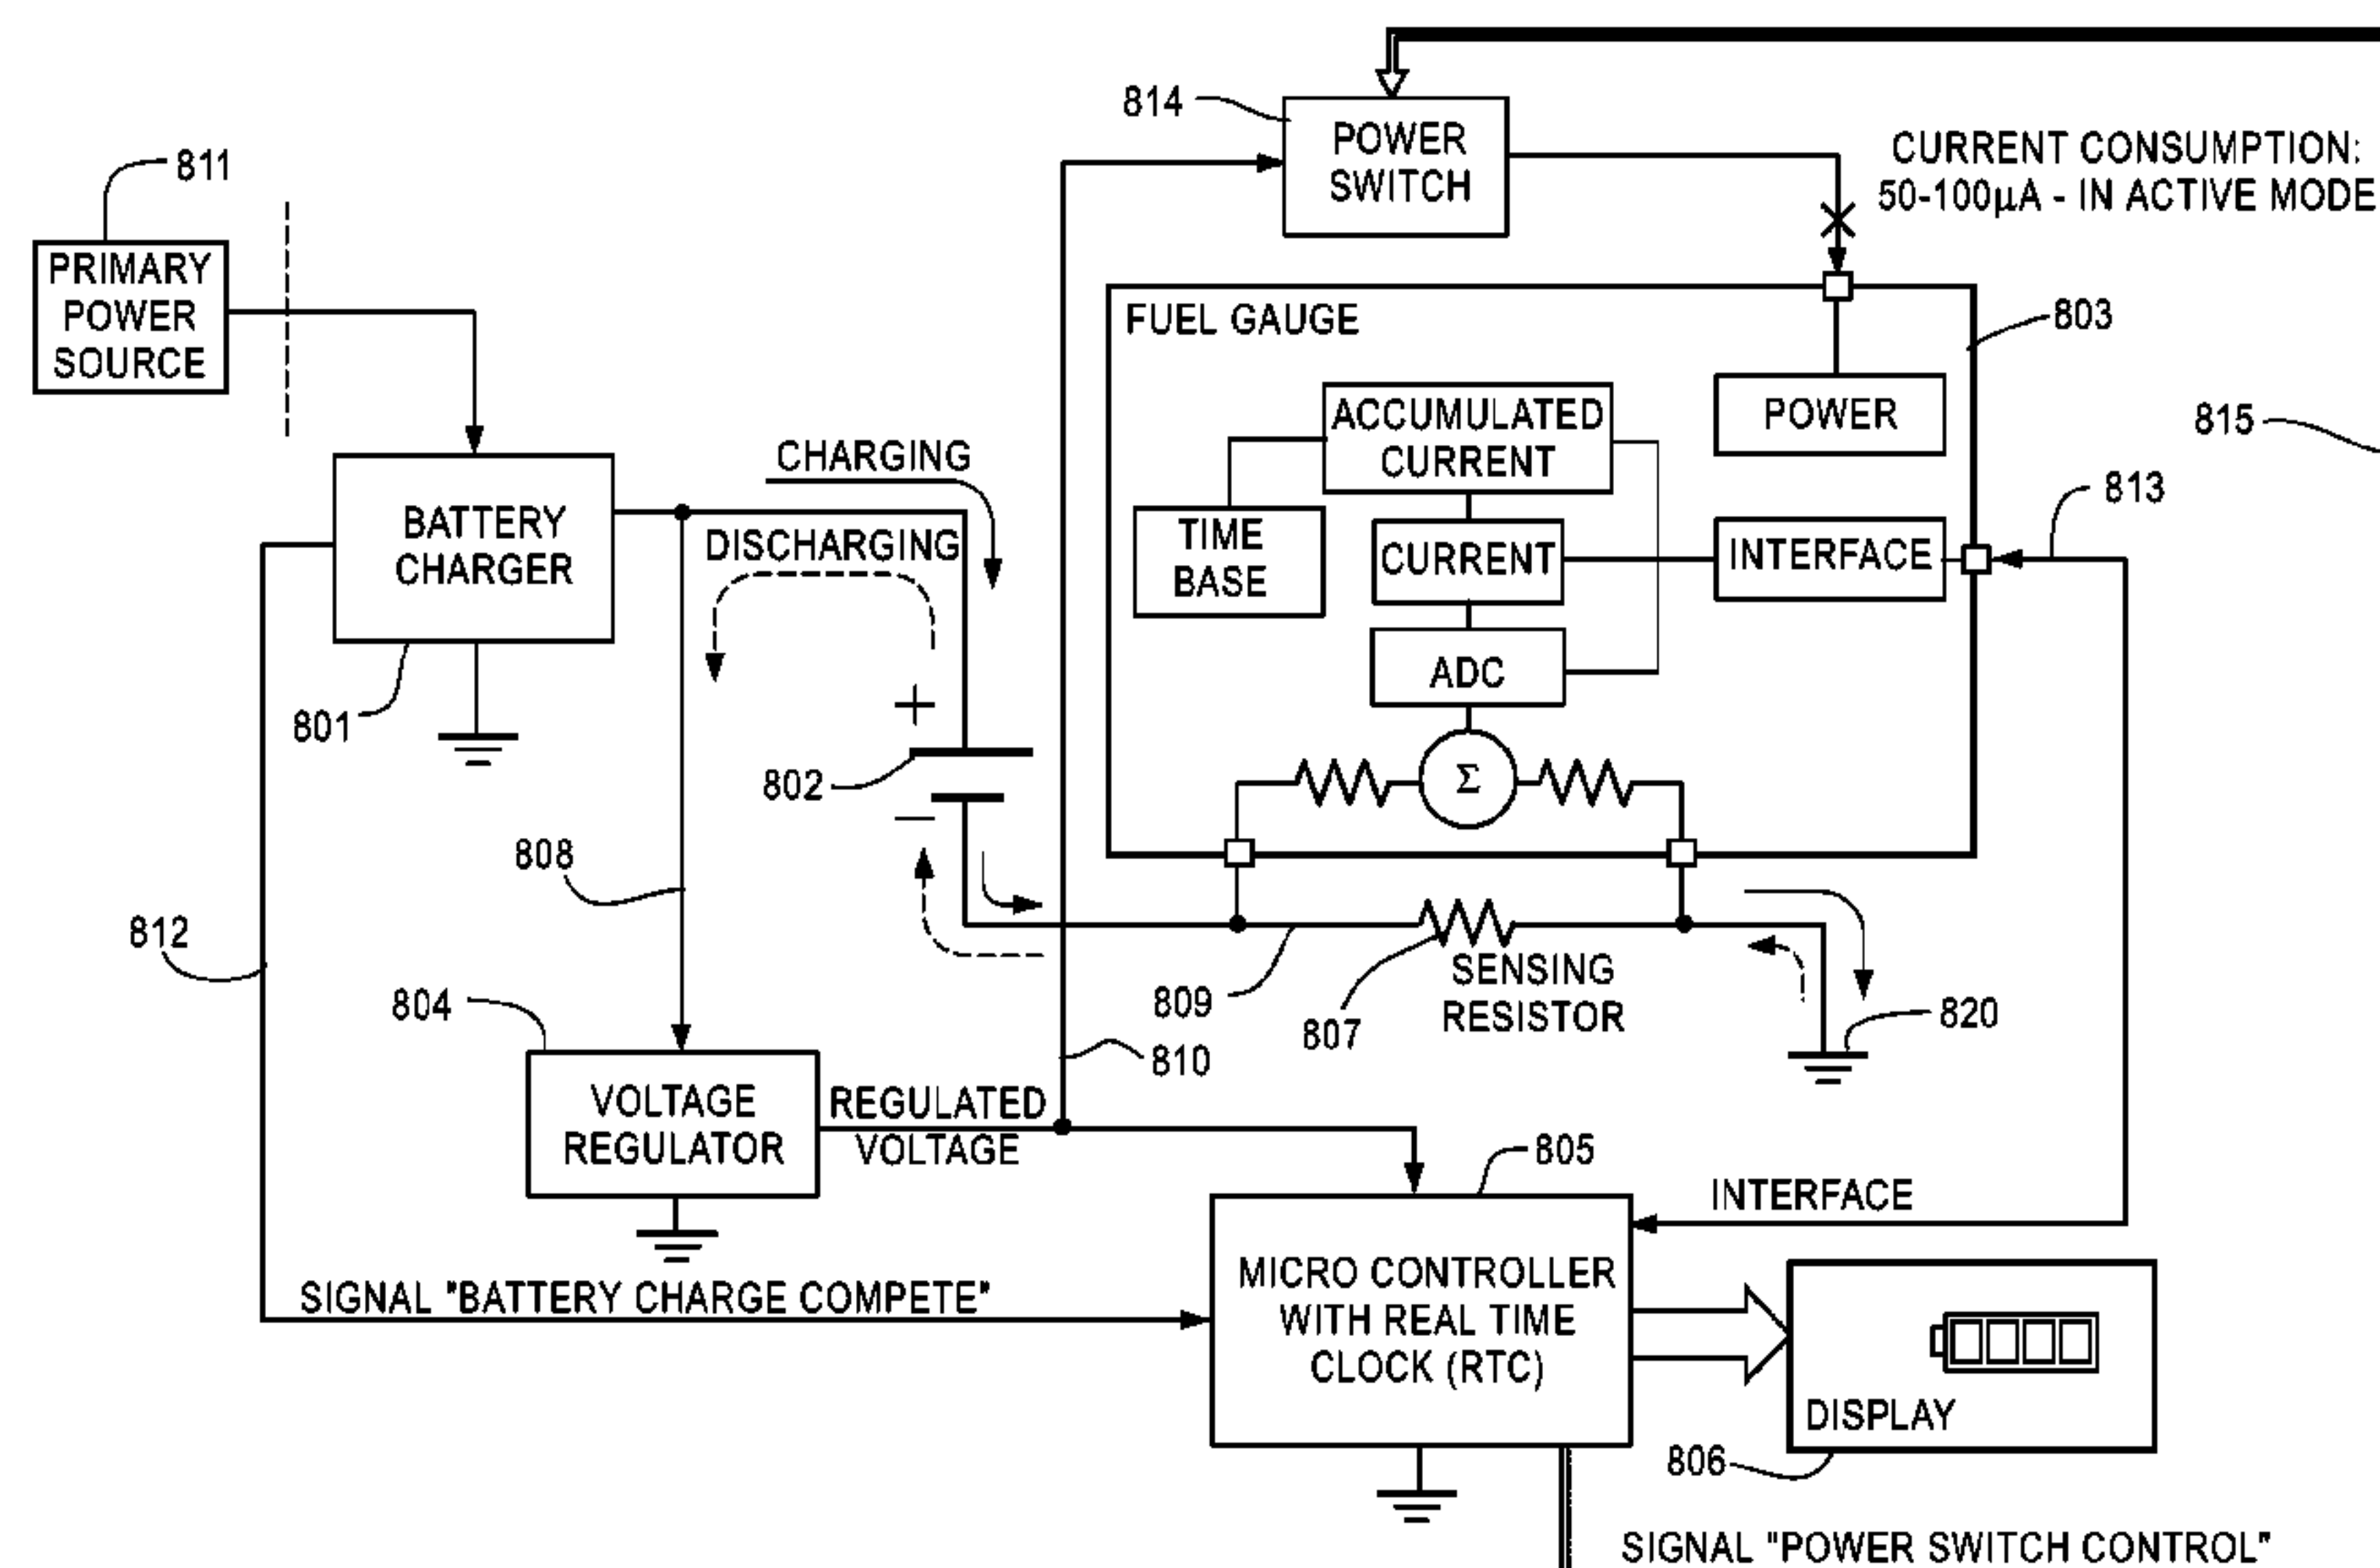 814
POWER
SWITCH
CURRENT CONSUMPTION:
50-100µA - IN ACTIVE MODE
811
PRIMARY
POWER
SOURCE
FUEL GAUGE
803
ACCUMULATED
CURRENT
POWER
815
CHARGING
813
BATTERY
CHARGER
DISCHARGING
TIME
BASE
CURRENT
INTERFACE
ADC
801
+
802
Σ
−
808
812
804
809
807
SENSING
RESISTOR
820
810
VOLTAGE
REGULATOR
REGULATED
VOLTAGE
805
INTERFACE
SIGNAL "BATTERY CHARGE COMPETE"
MICRO CONTROLLER
WITH REAL TIME
CLOCK (RTC)
DISPLAY
806
SIGNAL "POWER SWITCH CONTROL"